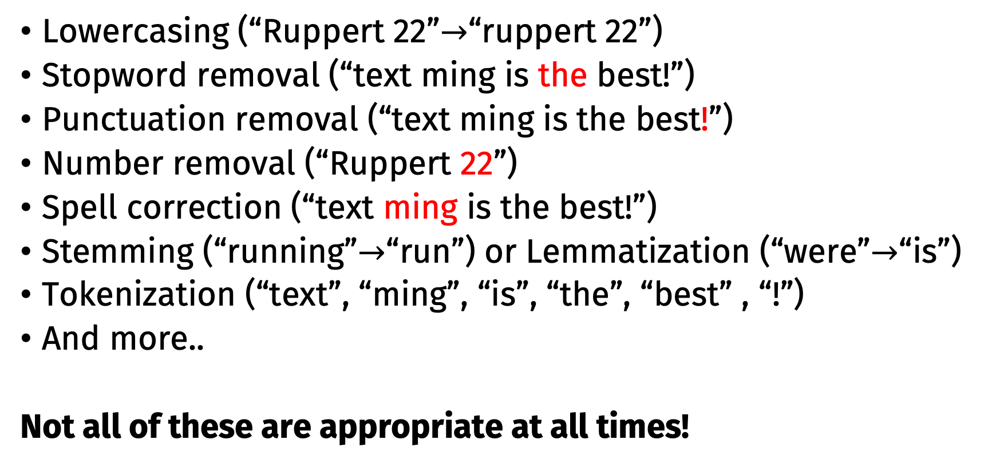 • Lowercasing (“Ruppert 22”→“ruppert 22”)
• Stopword removal (“text ming is the best!”)
• Punctuation removal (“text ming is the best!”)
• Number removal (“Ruppert 22”)
• Spell correction (“text ming is the best!”)
• Stemming (“running”→“run”) or Lemmatization (“were”→“is”)
• Tokenization (“text”, “ming”, “is”, “the”, “best” , “!”)
• And more..
Not all of these are appropriate at all times!